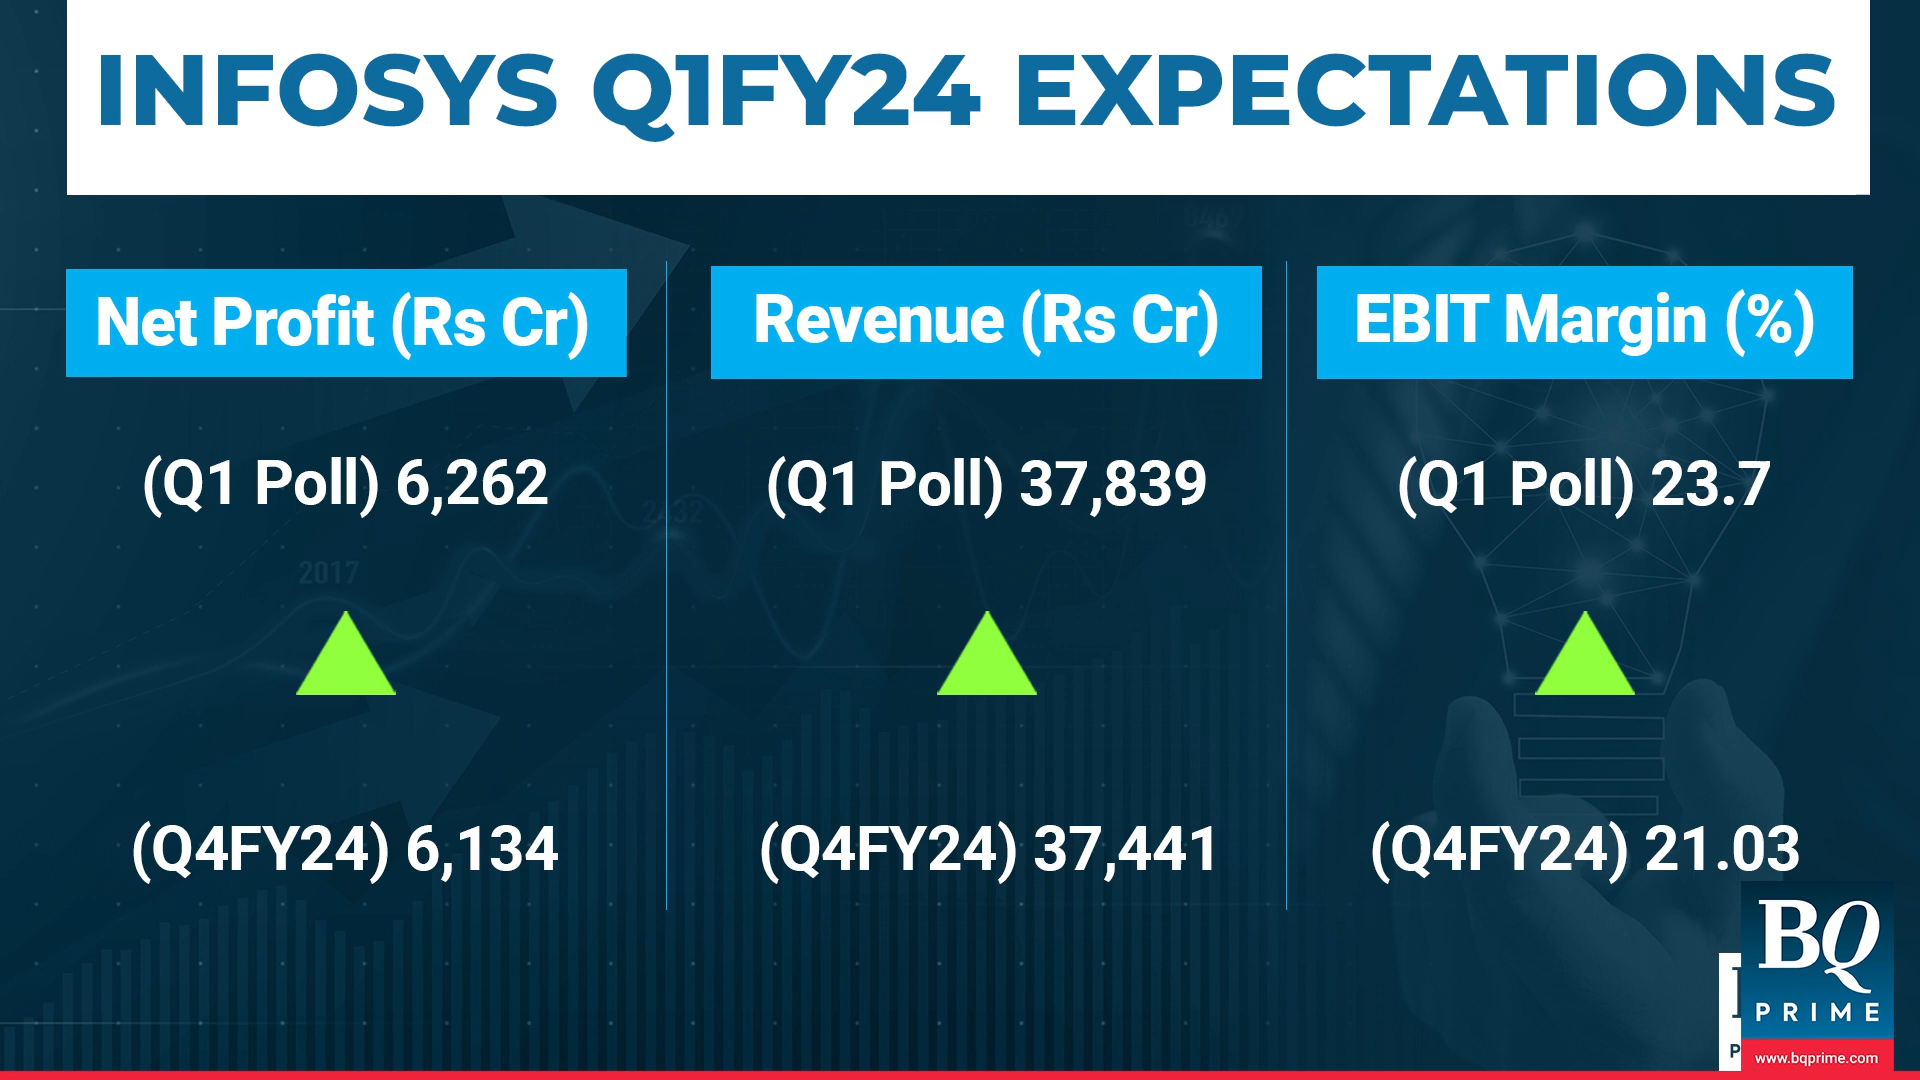 INFOSYS Q1FY24 EXPECTATIONS
Net Profit (Rs Cr)
(Q1 Poll) 6,262
(Q4FY24) 6,134
Revenue (Rs Cr)
(Q1 Poll) 37,839
(Q4FY24) 37,441
EBIT Margin (%)
(Q1 Poll) 23.7
(Q4FY24) 21.03
2017
2432
BQ
PRIME
www.bqprime.com